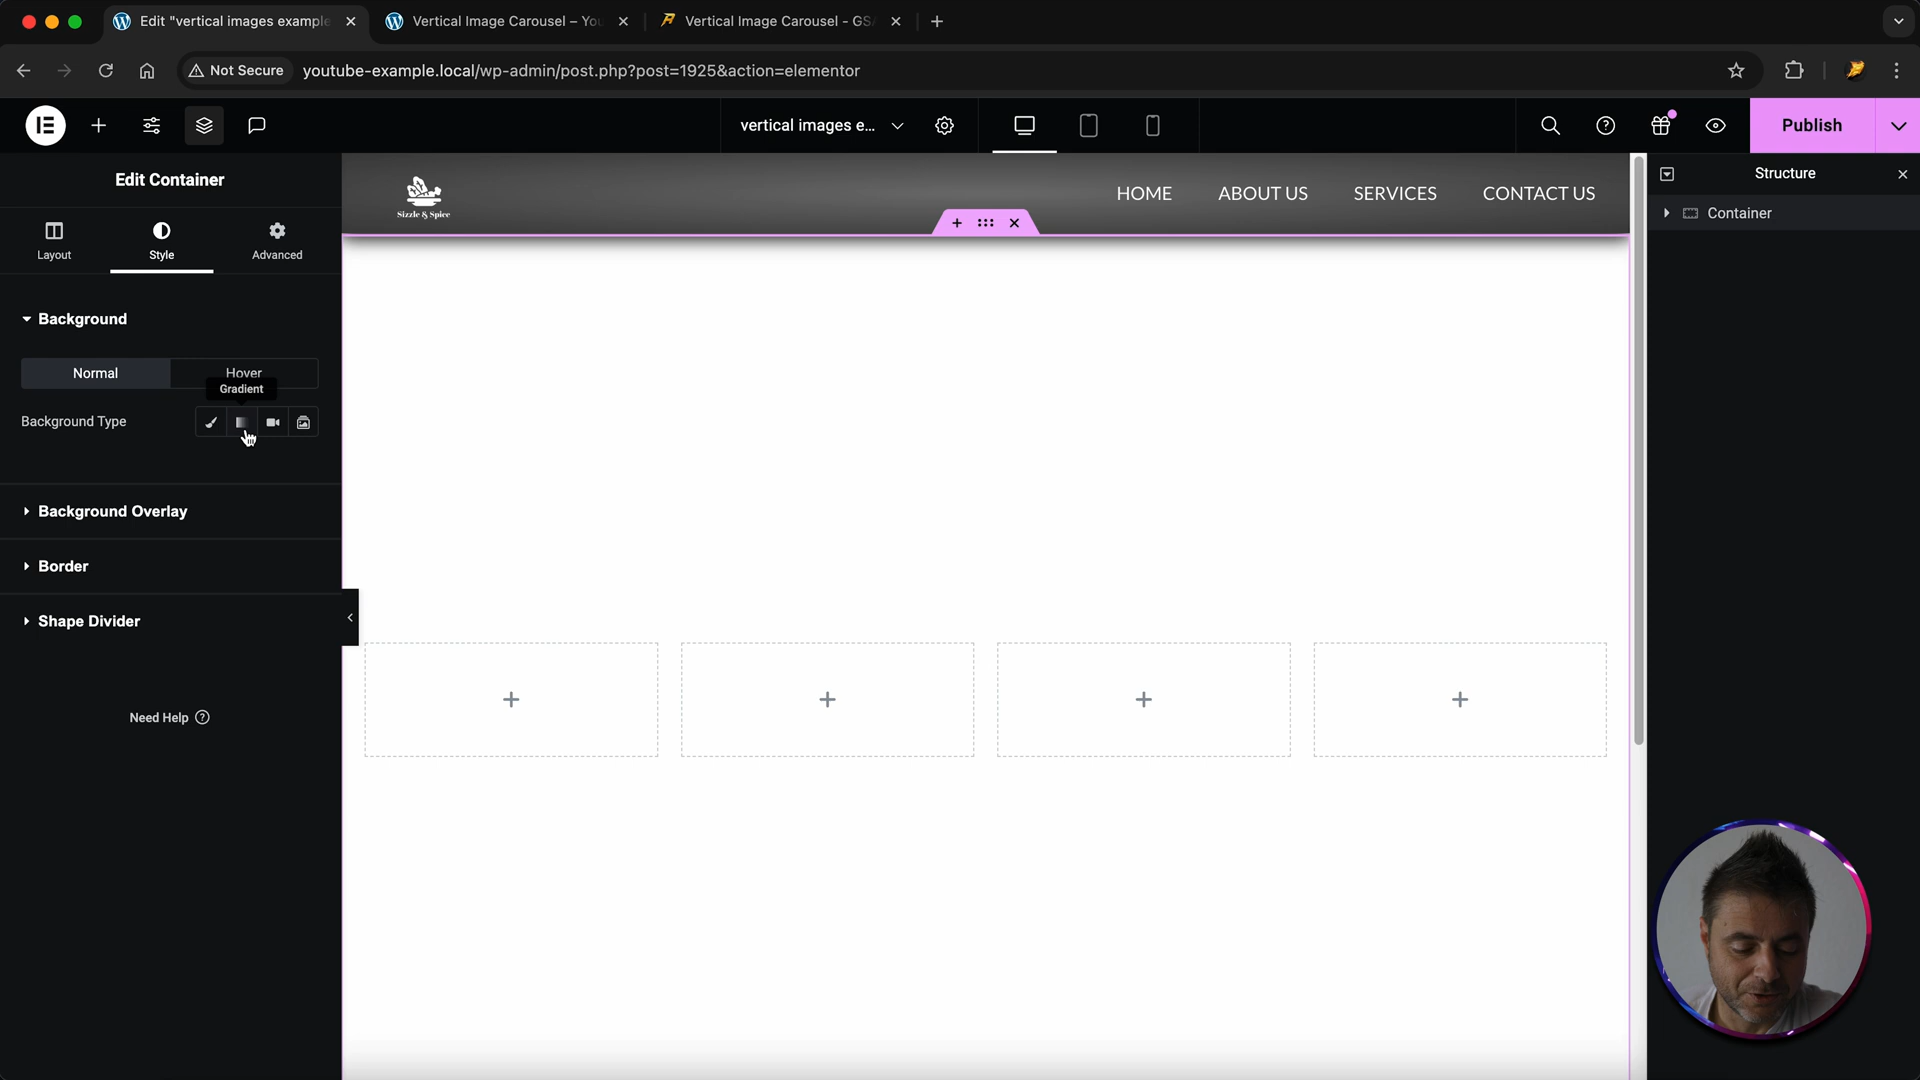 Edit "vertical images example
Vertical Image Carousel – You
Vertical Image Carousel - GSA
Not Secure
youtube-example.local/wp-admin/post.php?post=1925&action=elementor
vertical images e...
Publish
Edit Container
Layout
Style
Advanced
Background
Normal
Hover
Gradient
Background Type
Background Overlay
Border
Shape Divider
Need Help
Sizzle & Spice
HOME
ABOUT US
SERVICES
CONTACT US
Structure
Container